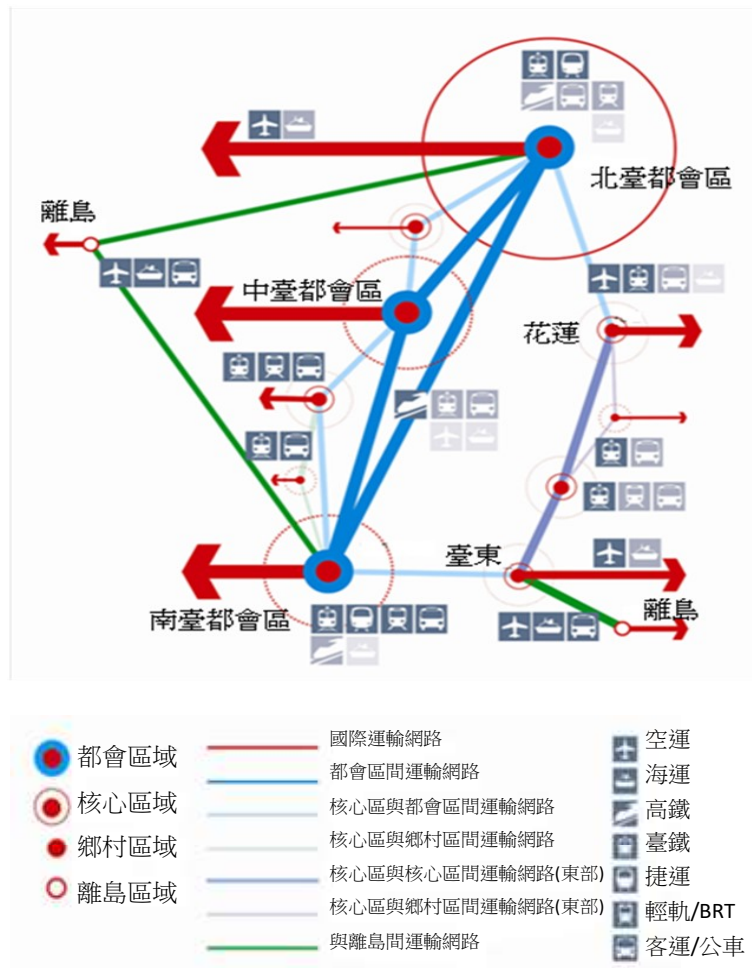 北臺都會區
離島
中臺都會區
花蓮
臺東
離島
南臺都會區
都會區域
核心區域
鄉村區域
離島區域
國際運輸網路
都會區間運輸網路
核心區與都會區間運輸網路
核心區與鄉村區間運輸網路
核心區與核心區間運輸網路(東部)
核心區與鄉村區間運輸網路(東部)
與離島間運輸網路
空運
海運
高鐵
臺鐵
捷運
輕軌/BRT
客運/公車